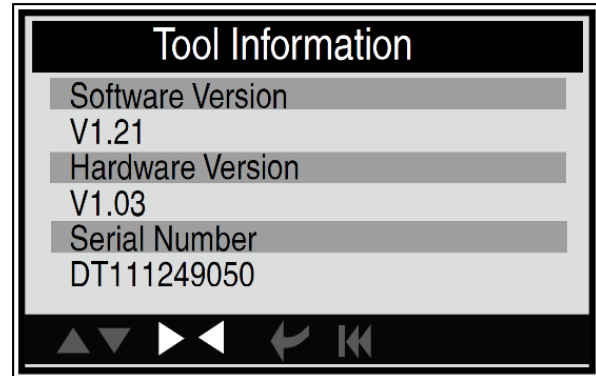 Tool Information
Software Version
V1.21
Hardware Version
V1.03
Serial Number
DT111249050